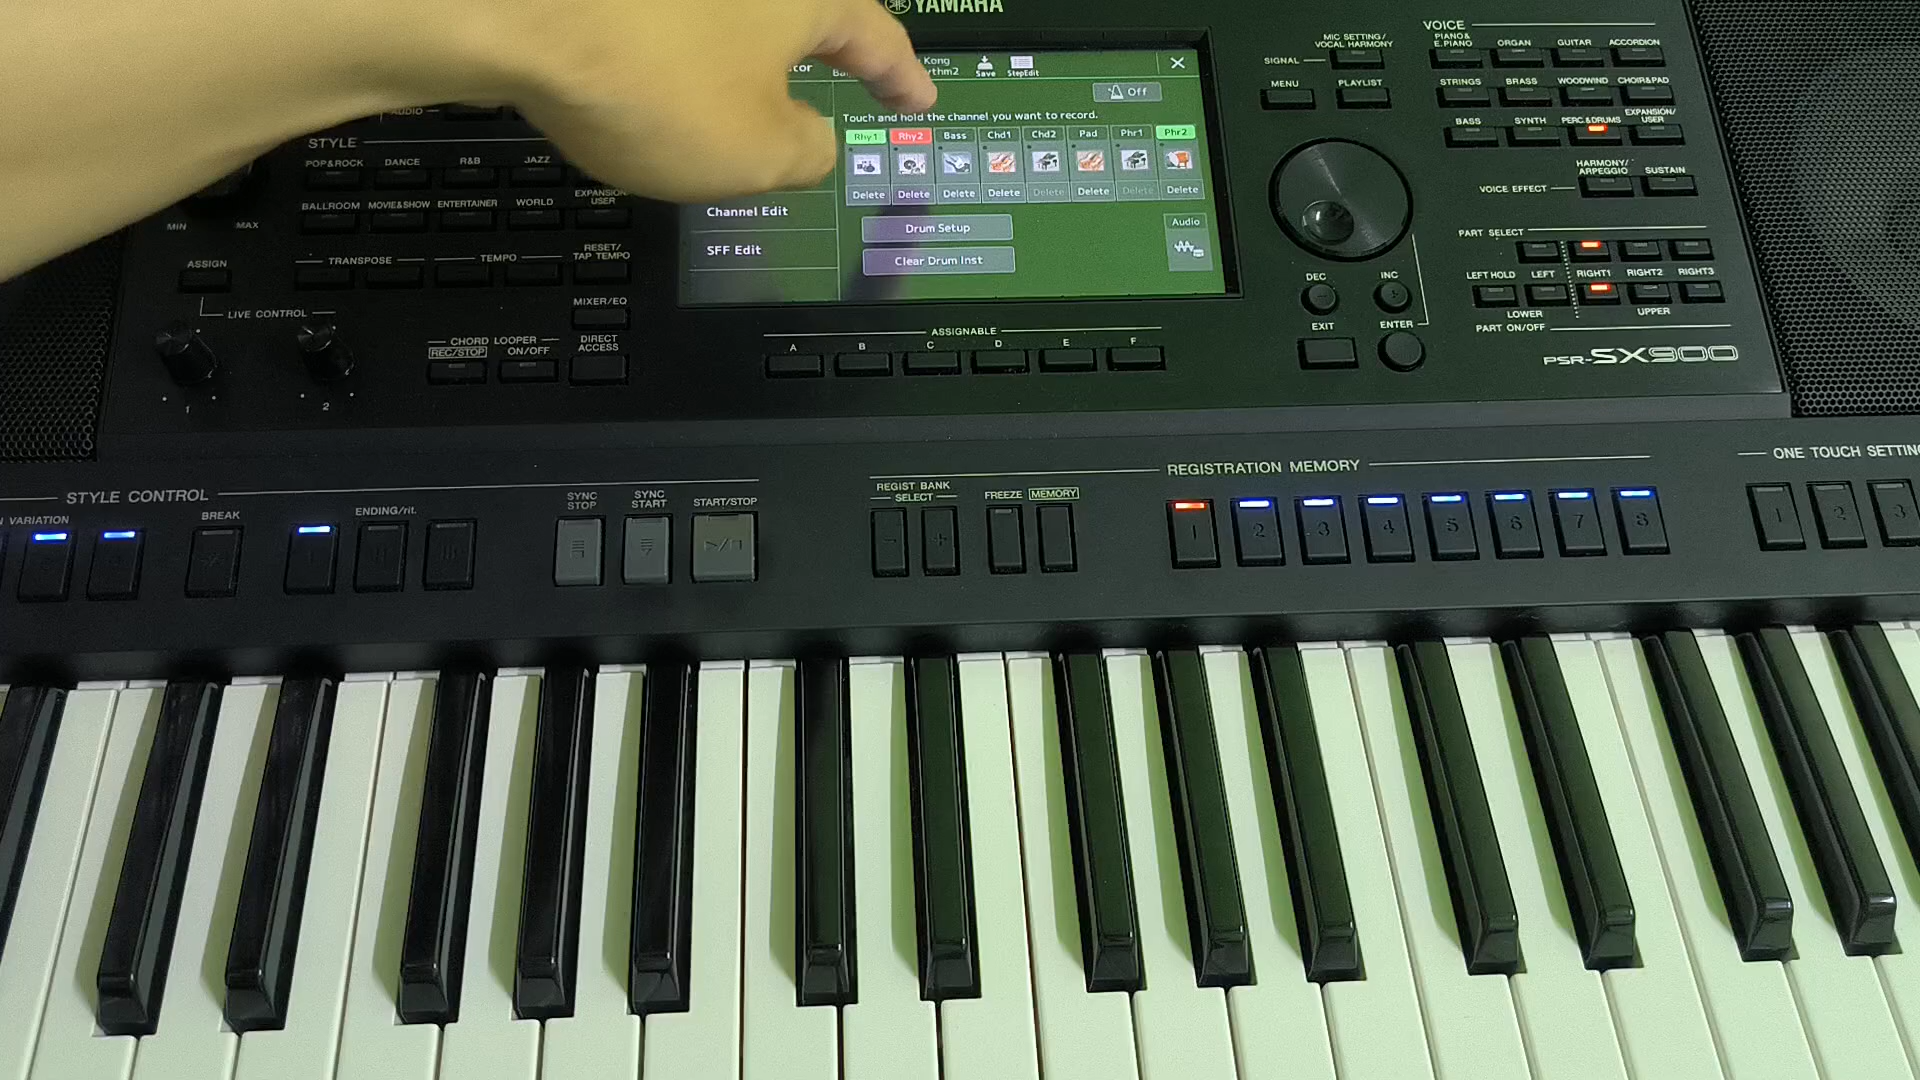 YAMAHA
Kong
Save
StepEdit
Off
Touch and hold the channel you want to record.
Rhy1 Rhy2 Bass Chd1 Chd2 Pad Phr1 Phr2
Delete Delete Delete Delete Delete Delete Delete Delete
Channel Edit
SFF Edit
Drum Setup
Clear Drum Inst
Audio
AUDIO
STYLE
POP&ROCK DANCE R&B JAZZ
BALLROOM MOVIE&SHOW ENTERTAINER WORLD
EXPANSION/
USER
MIN MAX
ASSIGN
TRANSPOSE
TEMPO
RESET/
TAP TEMPO
LIVE CONTROL
MIXER/EQ
CHORD LOOPER
REC/STOP ON/OFF
DIRECT
ACCESS
1 2
ASSIGNABLE
A B C D E F
MIC SETTING/
VOCAL HARMONY
SIGNAL
MENU PLAYLIST
VOICE
PIANO&
E.PIANO ORGAN GUITAR ACCORDION
STRINGS BRASS WOODWIND CHOIR&PAD
BASS SYNTH PERC.&DRUMS
EXPANSION/
USER
VOICE EFFECT
HARMONY/
ARPEGGIO
SUSTAIN
PART SELECT
LEFT HOLD LEFT RIGHT1 RIGHT2 RIGHT3
LOWER UPPER
PART ON/OFF
DEC INC
EXIT ENTER
PSR-SX900
STYLE CONTROL
VARIATION
BREAK
ENDING/rit.
SYNC
STOP
SYNC
START
START/STOP
REGIST BANK
SELECT
FREEZE MEMORY
REGISTRATION MEMORY
1 2 3 4 5 6 7 8
ONE TOUCH SETTING
1 2 3